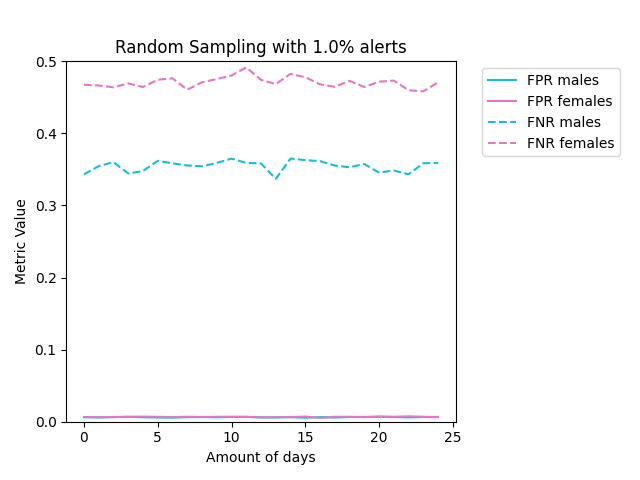 Random Sampling with 1.0% alerts
FPR males
FPR females
FNR males
FNR females
0.5
0.4
0.3
0.2
0.1
0.0
Metric Value
0 5 10 15 20 25
Amount of days